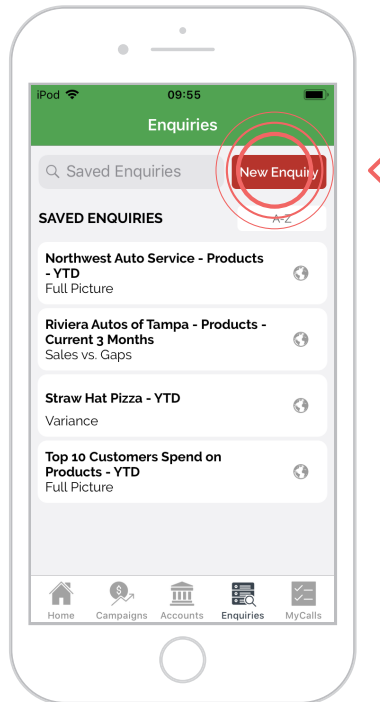 iPod 09:55
Enquiries
Saved Enquiries New Enquiry
SAVED ENQUIRIES A-Z
Northwest Auto Service - Products
- YTD
Full Picture
Riviera Autos of Tampa - Products -
Current 3 Months
Sales vs. Gaps
Straw Hat Pizza - YTD
Variance
Top 10 Customers Spend on
Products - YTD
Full Picture
Home Campaigns Accounts Enquiries MyCalls